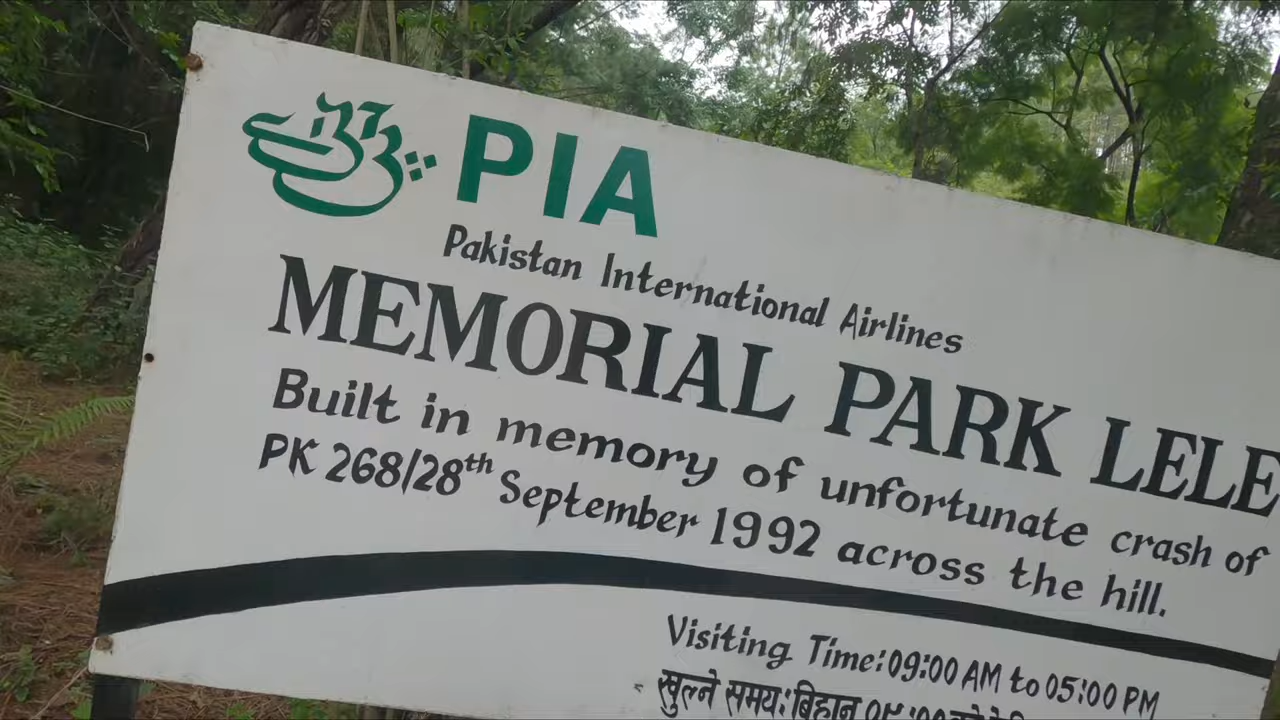 PIA
Pakistan International Airlines
MEMORIAL PARK LELE
Built in memory of unfortunate crash of
PK 268/28th September 1992 across the hill.
Visiting Time:09:00 AM to 05:00 PM
खुल्ने समय:बिहान